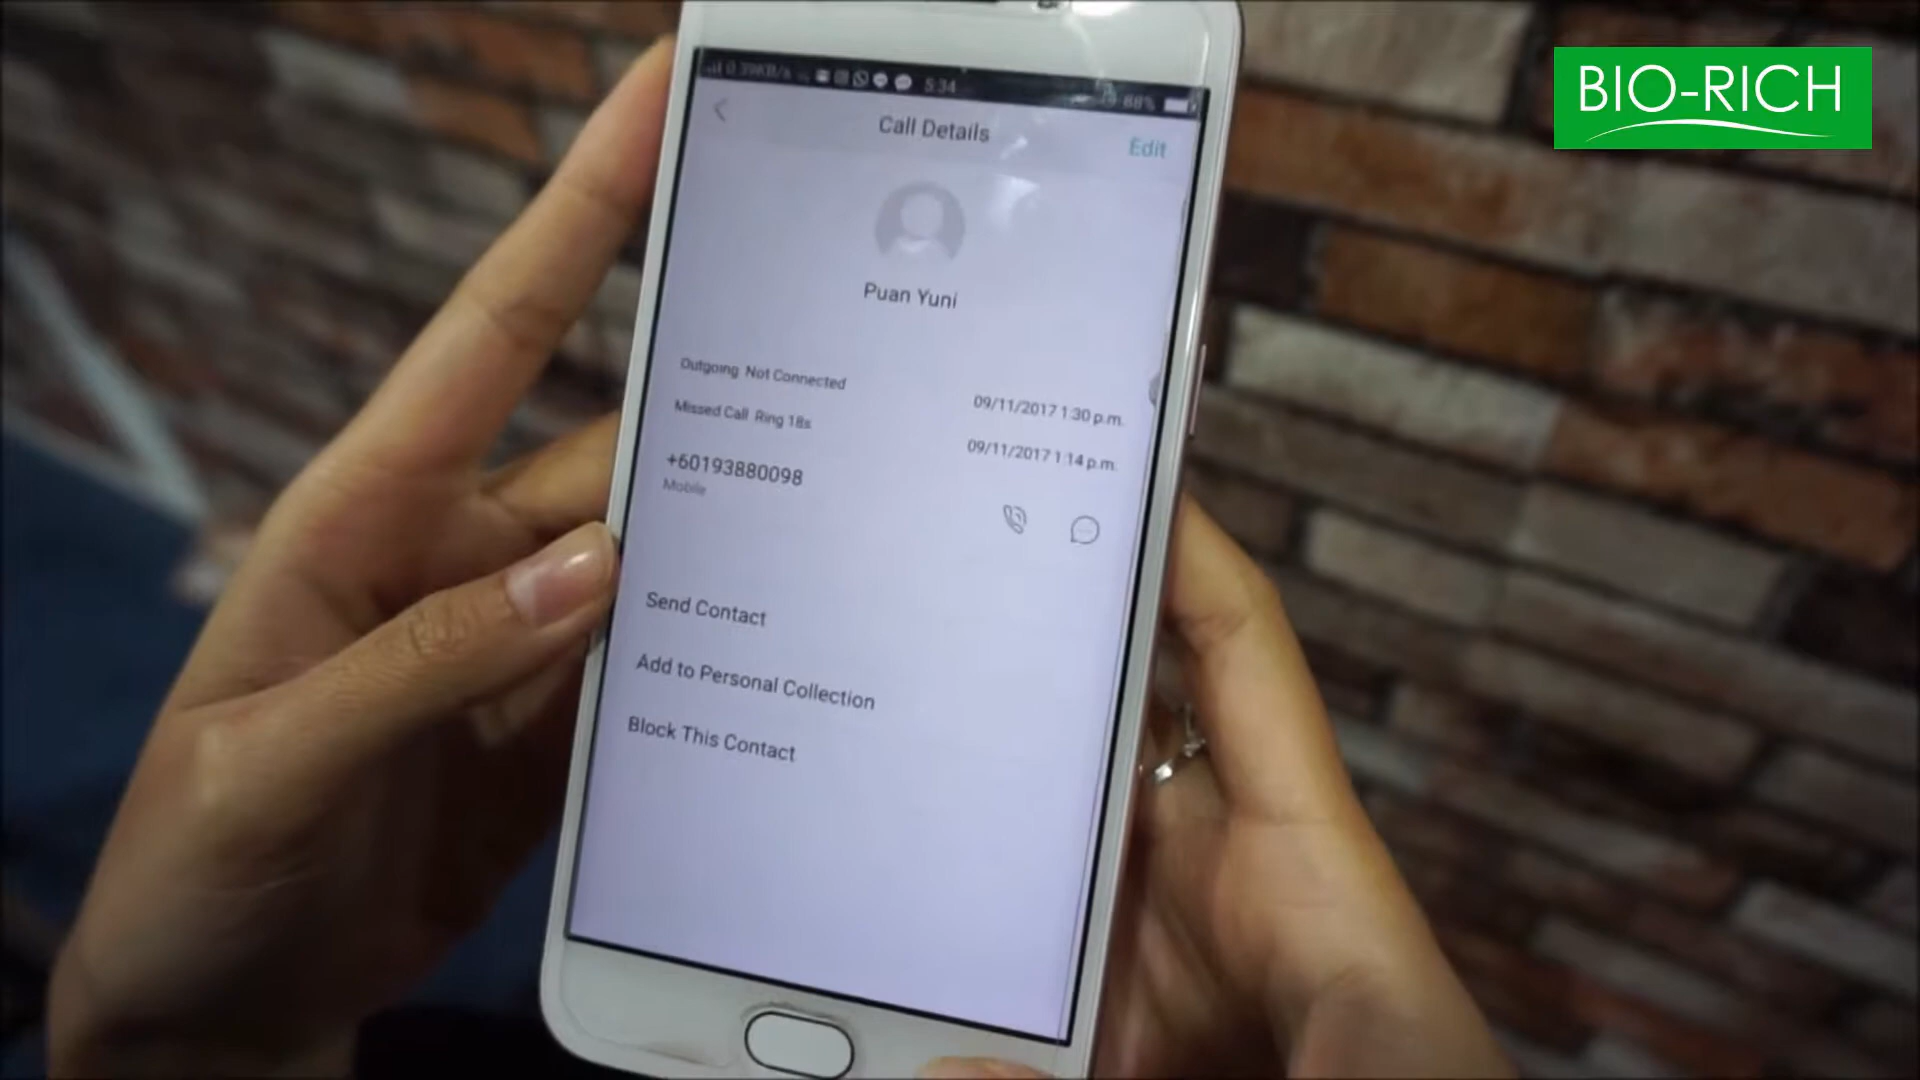 BIO-RICH
0.39KB/s 5:34 88%
Call Details
Edit
Puan Yuni
Outgoing Not Connected 09/11/2017 1:30 p.m.
Missed Call Ring 18s 09/11/2017 1:14 p.m.
+60193880098
Mobile
Send Contact
Add to Personal Collection
Block This Contact